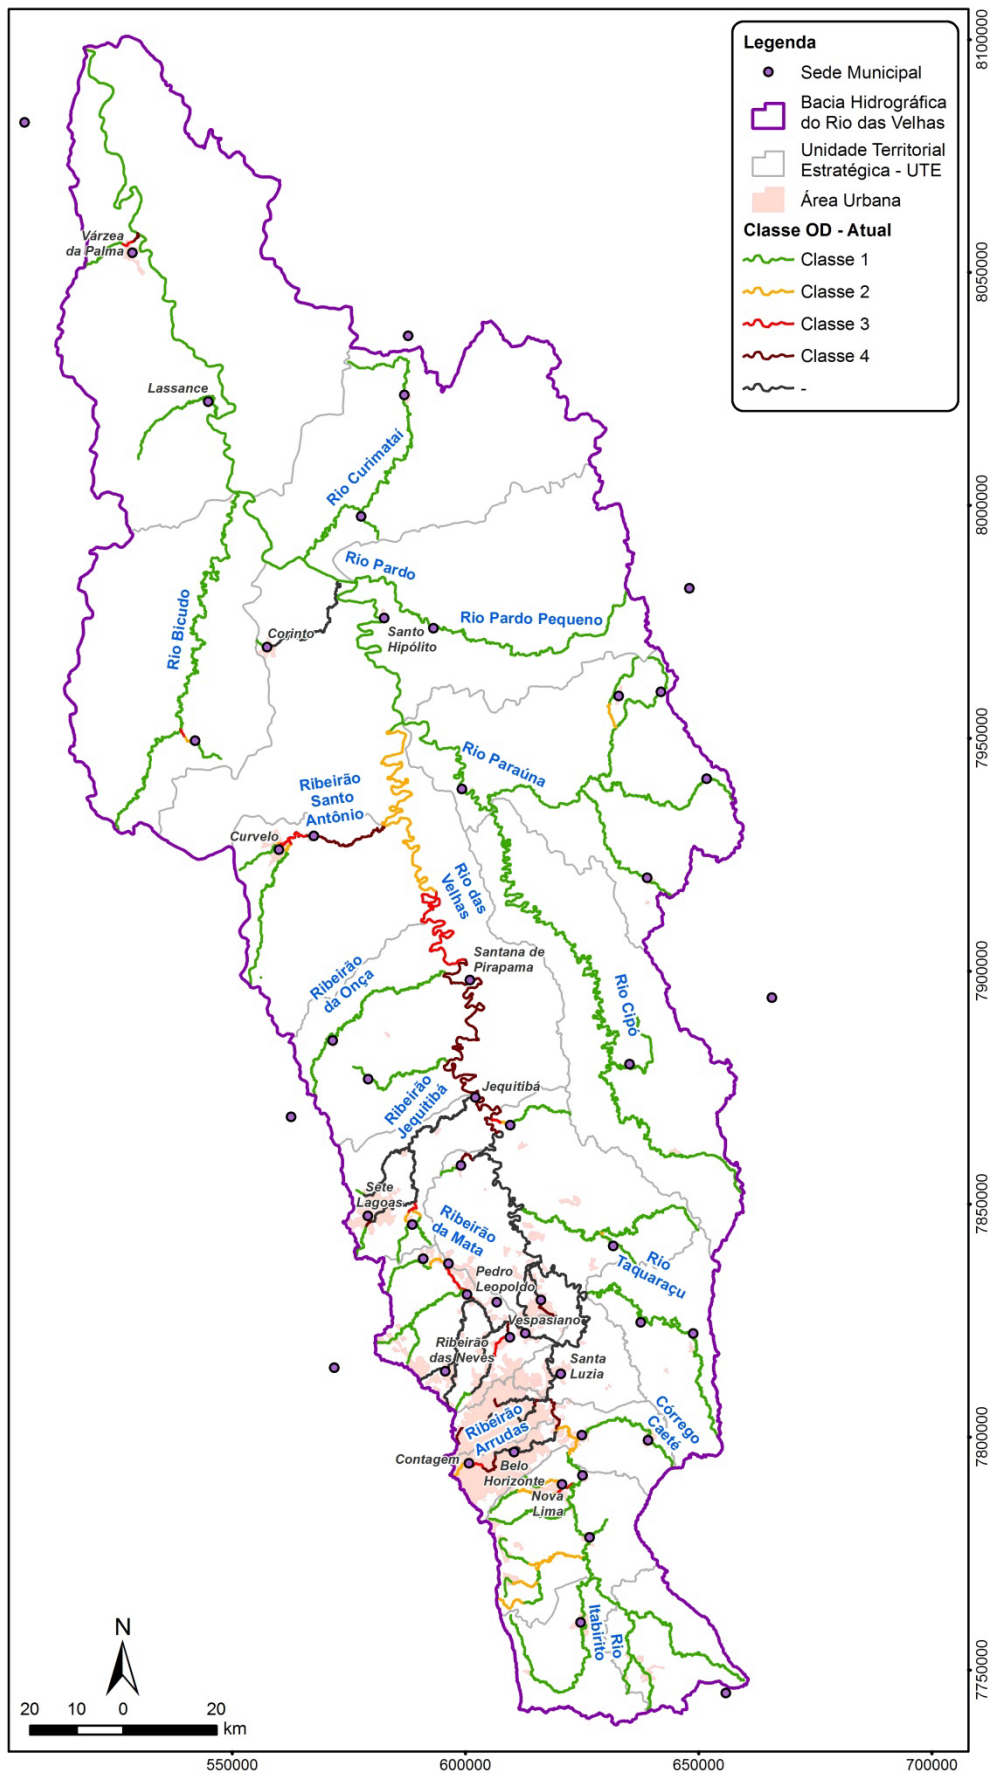 Legenda
Sede Municipal
Bacia Hidrográfica
do Rio das Velhas
Unidade Territorial
Estratégica - UTE
Área Urbana
Classe OD - Atual
Classe 1
Classe 2
Classe 3
Classe 4
-
8100000
8050000
8000000
7950000
7900000
7850000
7800000
7750000
Várzea
da Palma
Lassance
Rio Curimataí
Rio Pardo
Rio Pardo Pequeno
Rio Bicudo
Corinto
Santo
Hipólito
Rio Paraúna
Ribeirão
Santo
Antônio
Curvelo
Rio das
Velhas
Santana de
Pirapama
Ribeirão
da Onça
Rio Cipó
Jequitibá
Ribeirão
Jequitibá
Sete
Lagoas
Ribeirão
da Mata
Rio
Taquaraçu
Pedro
Leopoldo
Vespasiano
Ribeirão
das Neves
Santa
Luzia
Córrego
Caeté
Ribeirão
Arrudas
Contagem
Belo
Horizonte
Nova
Lima
Rio
Itabirito
N
20 10 0 20
km
550000 600000 650000 700000